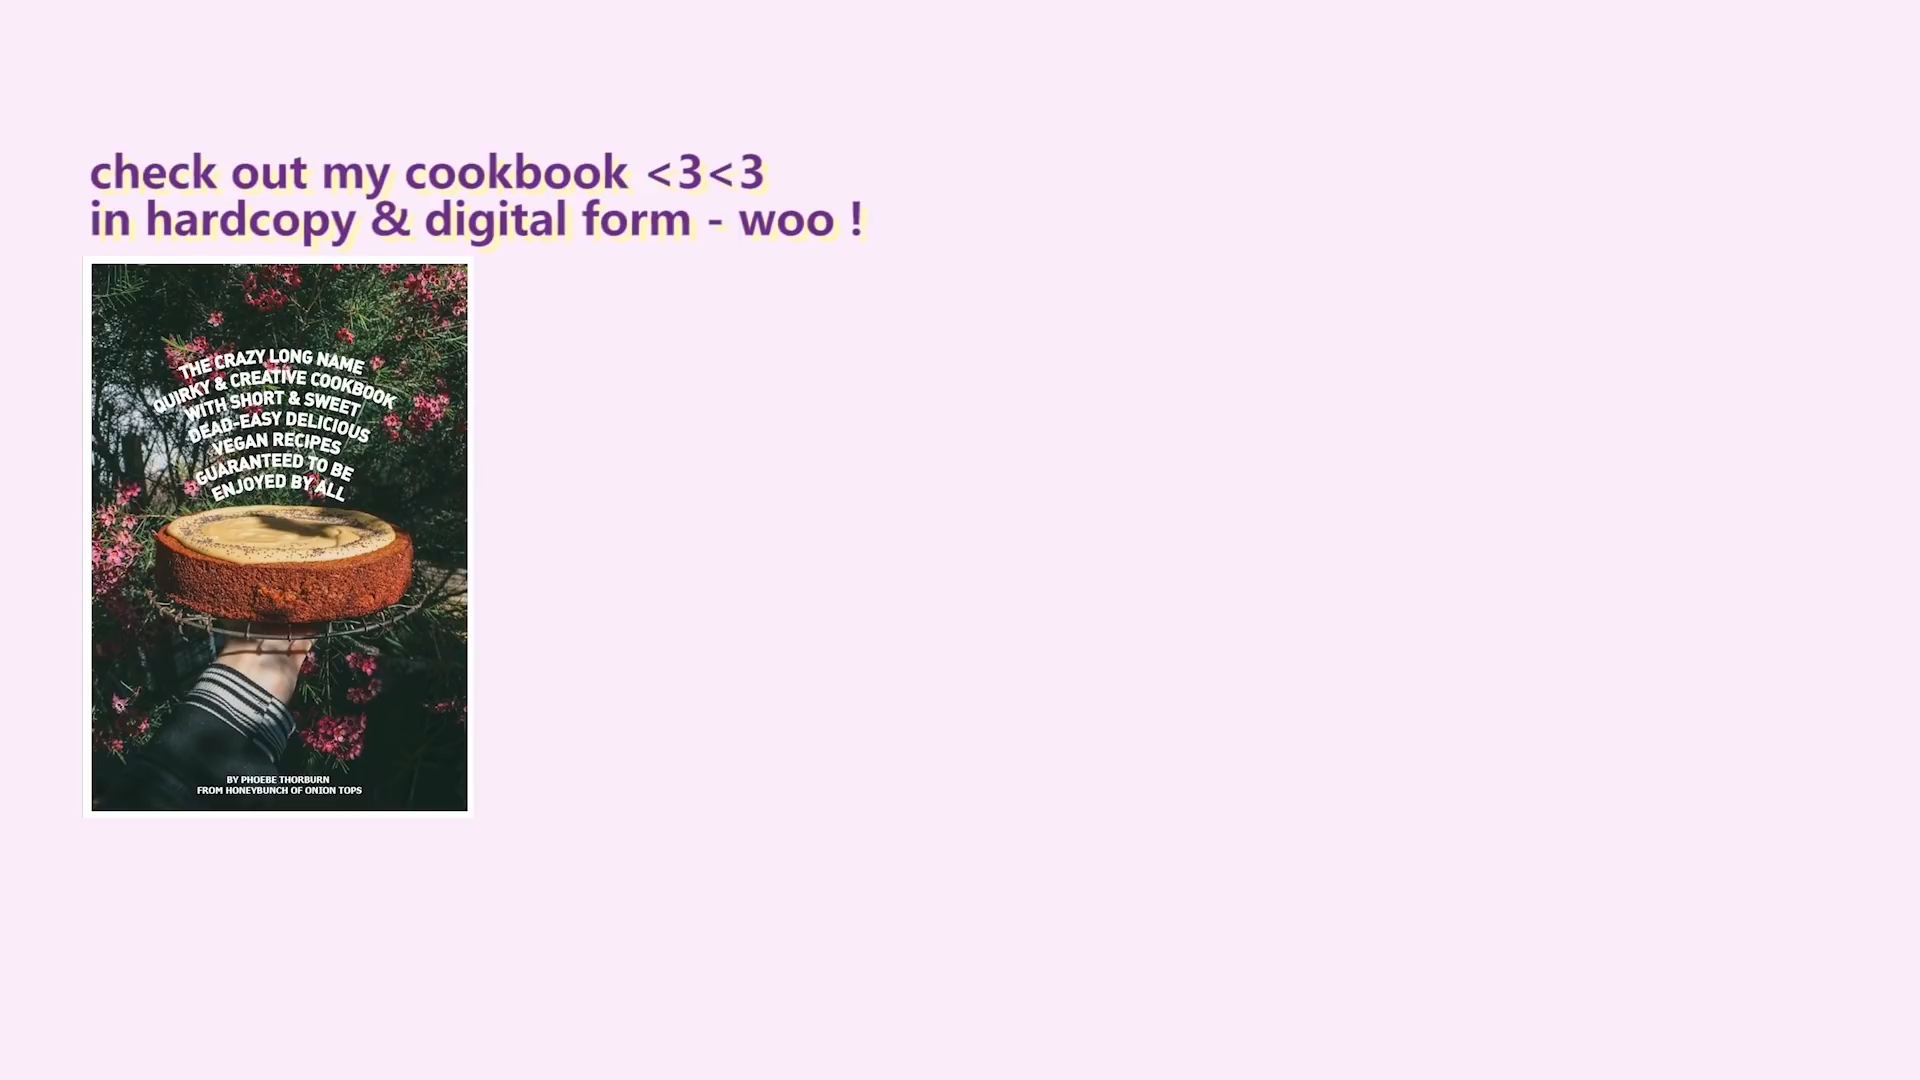 check out my cookbook <3<3
in hardcopy & digital form - woo !
THE CRAZY LONG NAME
QUIRKY & CREATIVE COOKBOOK
WITH SHORT & SWEET
DEAD-EASY DELICIOUS
VEGAN RECIPES
GUARANTEED TO BE
ENJOYED BY ALL
BY PHOEBE THORBURN
FROM HONEYBUNCH OF ONION TOPS